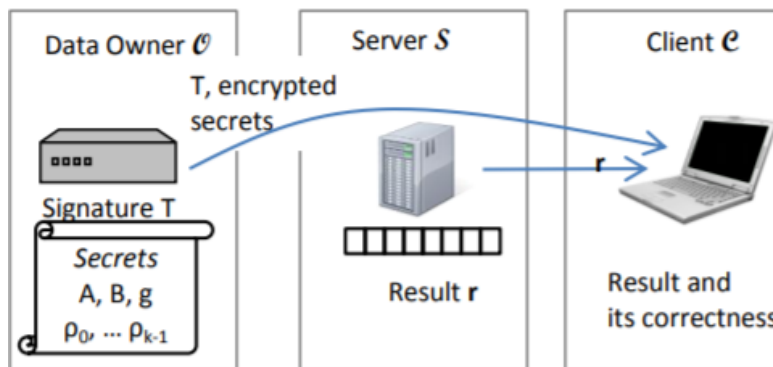 Data Owner 𝒪
Server 𝑺
Client 𝓒
T, encrypted
secrets
r
Signature T
Secrets
A, B, g
ρ₀, ... ρₖ₋₁
Result r
Result and
its correctness